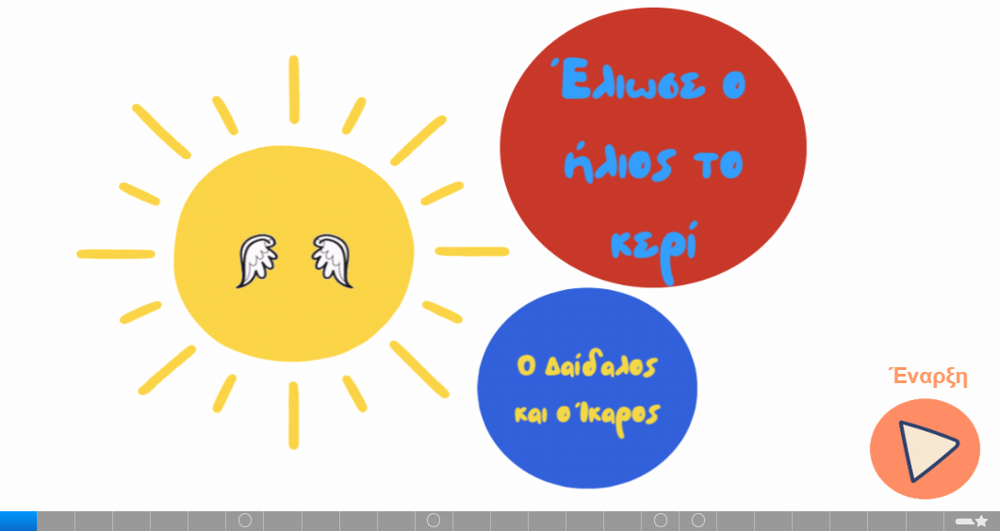 Έλιωσε ο
ήλιος το
κερί
Ο Δαίδαλος
και ο Ίκαρος
Έναρξη